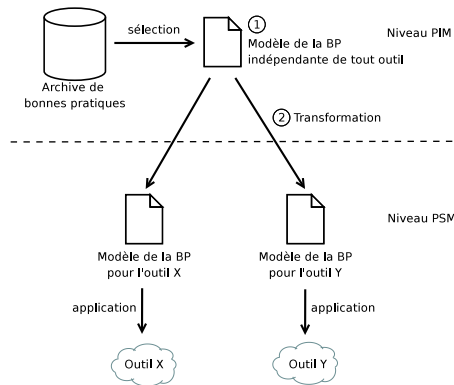 sélection
①
Modèle de la BP
indépendante de tout outil
Niveau PIM
Archive de
bonnes pratiques
② Transformation
Niveau PSM
Modèle de la BP
pour l'outil X
Modèle de la BP
pour l'outil Y
application
application
Outil X
Outil Y